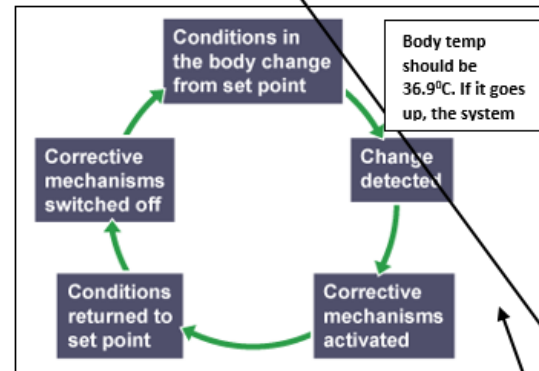 Conditions in
the body change
from set point
Body temp
should be
36.9⁰C. If it goes
up, the system
Change
detected
Corrective
mechanisms
activated
Conditions
returned to
set point
Corrective
mechanisms
switched off